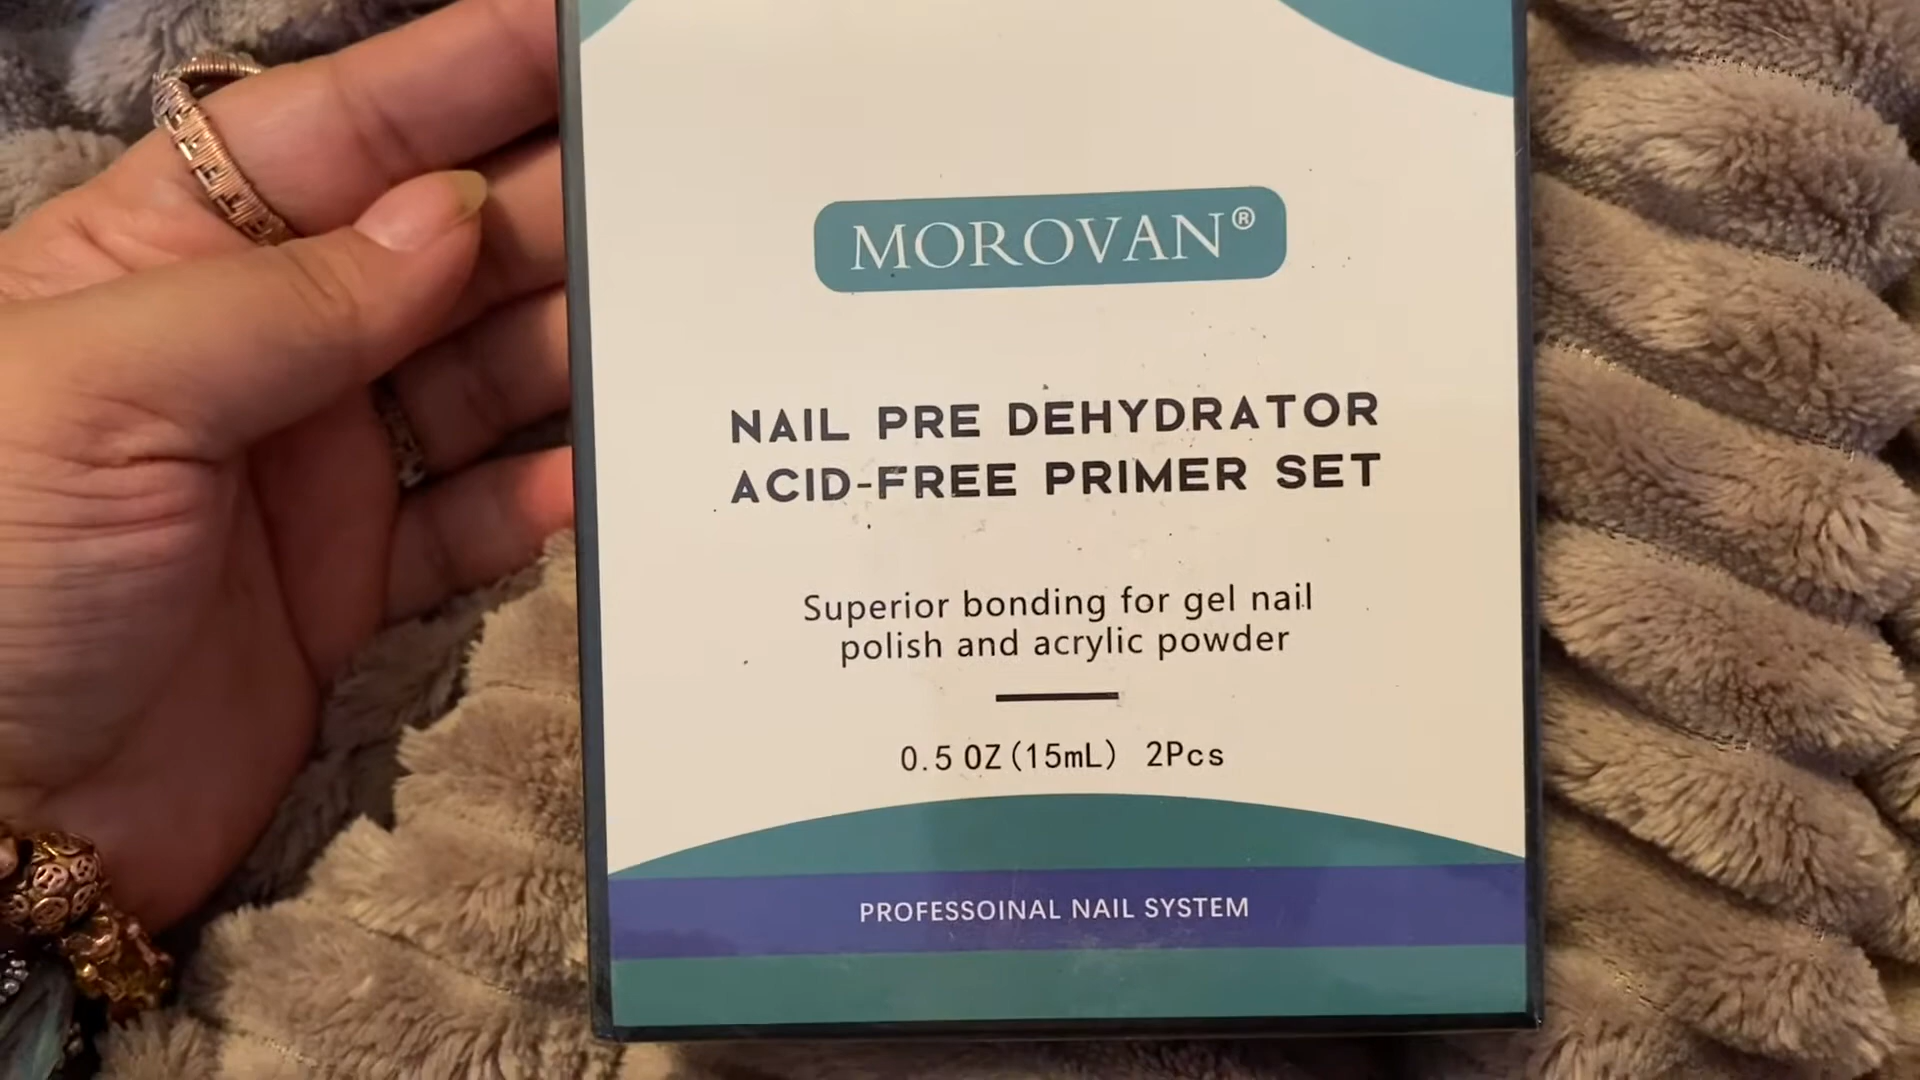 MOROVAN®
NAIL PRE DEHYDRATOR
ACID-FREE PRIMER SET
Superior bonding for gel nail
polish and acrylic powder
0.5 OZ(15mL) 2Pcs
PROFESSOINAL NAIL SYSTEM